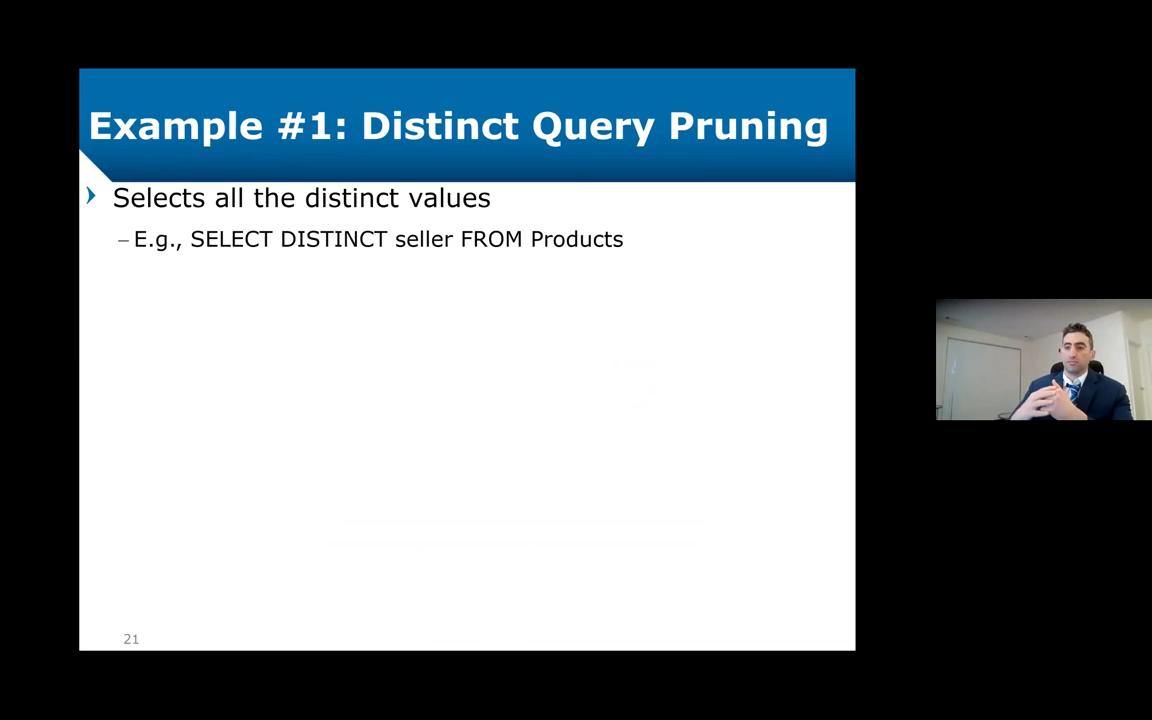 Example #1: Distinct Query Pruning
Selects all the distinct values
– E.g., SELECT DISTINCT seller FROM Products
21